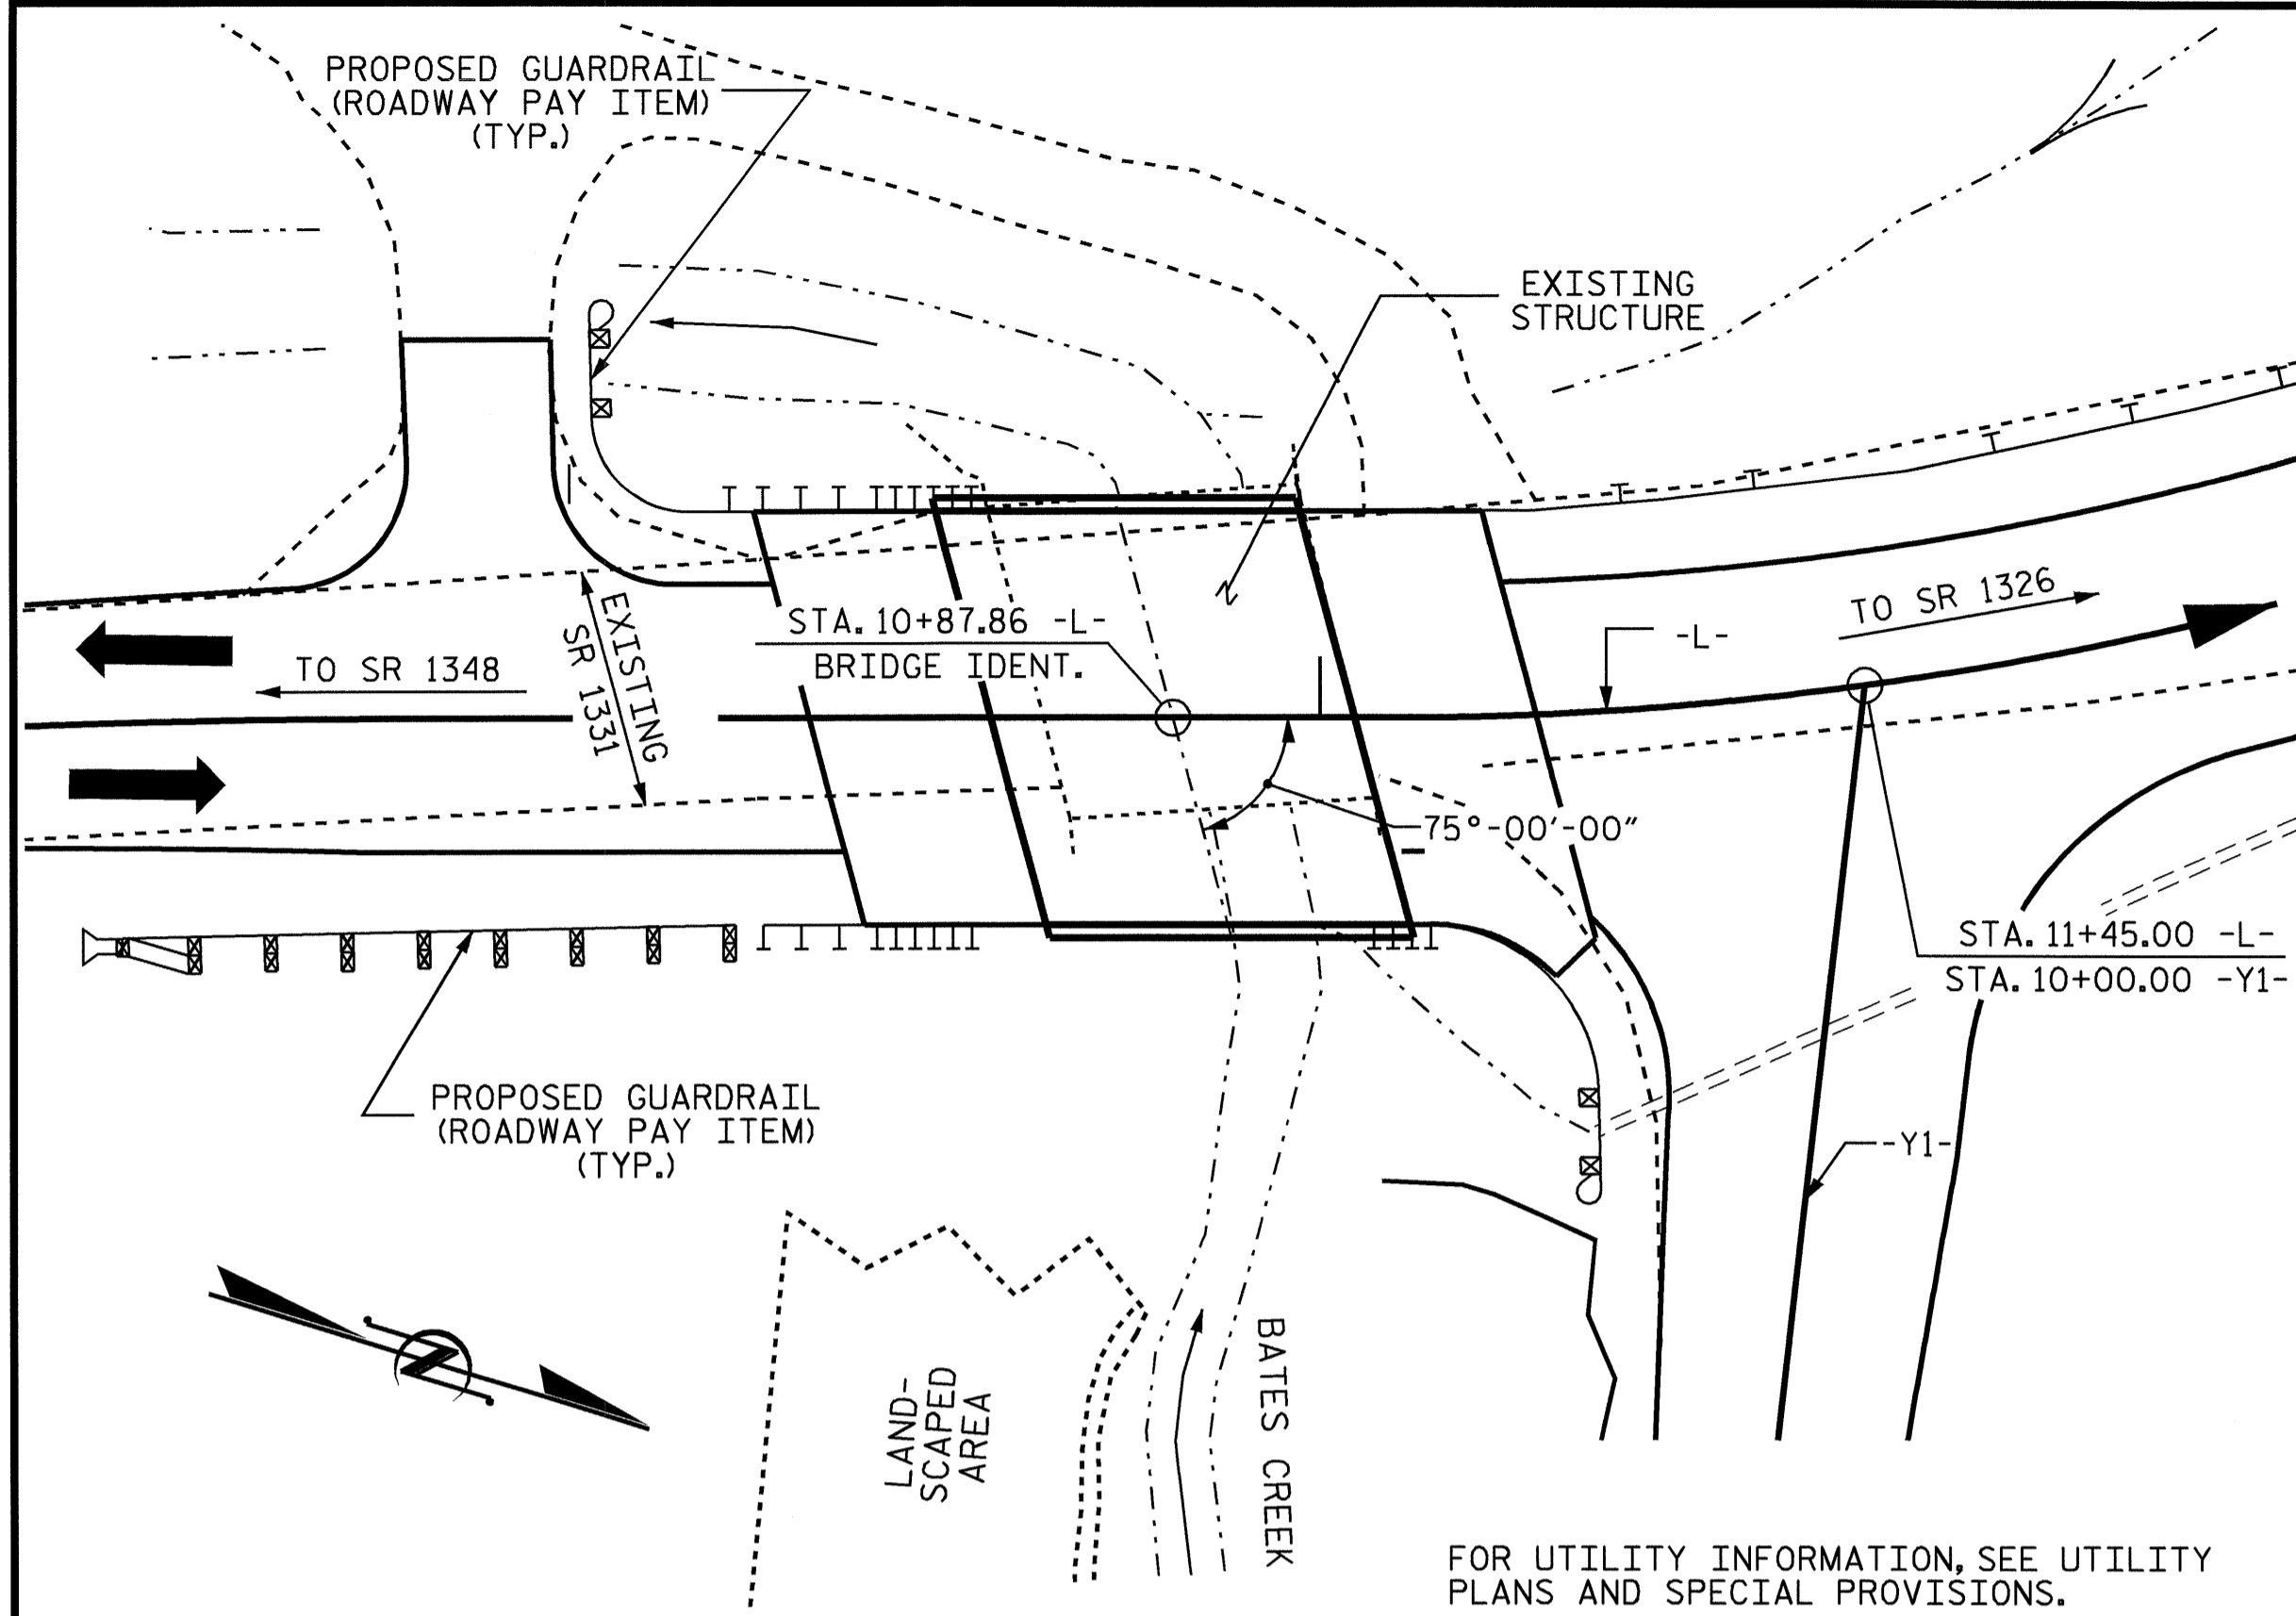 PROPOSED GUARDRAIL
(ROADWAY PAY ITEM)
(TYP.)
EXISTING
STRUCTURE
STA. 10+87.86 -L-
BRIDGE IDENT.
EXISTING
SR 1331
TO SR 1348
-L-
TO SR 1326
75°-00'-00"
STA. 11+45.00 -L-
STA. 10+00.00 -Y1-
PROPOSED GUARDRAIL
(ROADWAY PAY ITEM)
(TYP.)
-Y1-
N
LAND-
SCAPED
AREA
BATES CREEK
FOR UTILITY INFORMATION, SEE UTILITY
PLANS AND SPECIAL PROVISIONS.